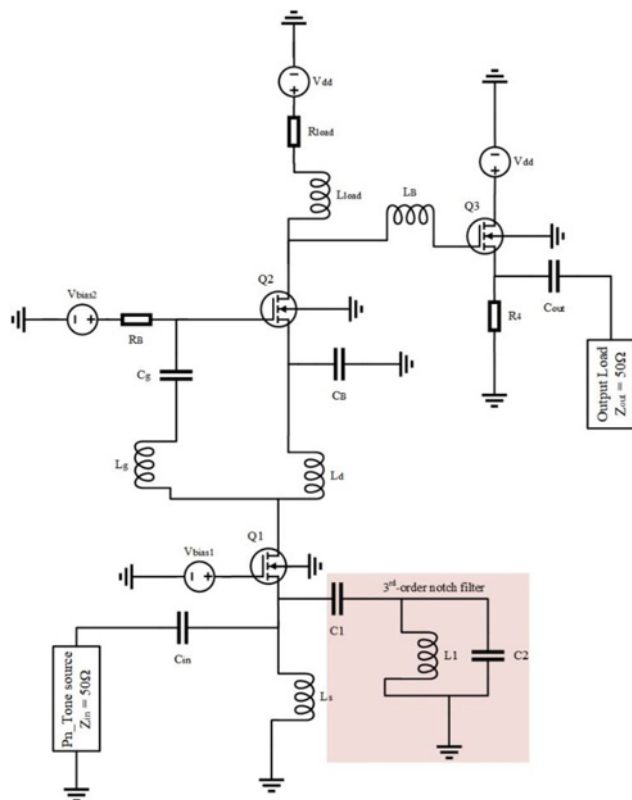 Vdd
Rload
Lload
Vdd
LB
Q3
Q2
Vbias2
RB
Cout
R4
Cg
CB
Output Load
Zout = 50Ω
Lg
Ld
Q1
Vbias1
3rd-order notch filter
C1
L1
C2
Cin
Ls
Pn_Tone source
Zin = 50Ω